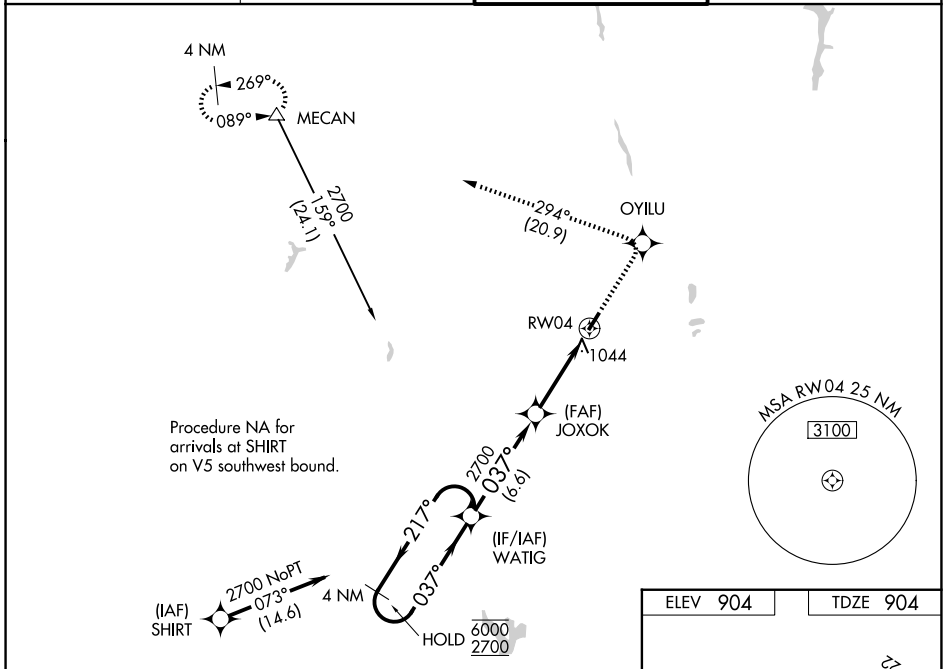 4 NM
269°
089°
MECAN
2700
159°
(24.1)
294°
(20.9)
OYILU
RW04
1044
(FAF)
JOXOK
MSA RW04 25 NM
3100
Procedure NA for
arrivals at SHIRT
on V5 southwest bound.
2700
037°
(6.6)
217°
037°
(IF/IAF)
WATIG
2700 NoPT
073°
(14.6)
(IAF)
SHIRT
4 NM
HOLD
6000
2700
ELEV 904
TDZE 904
22